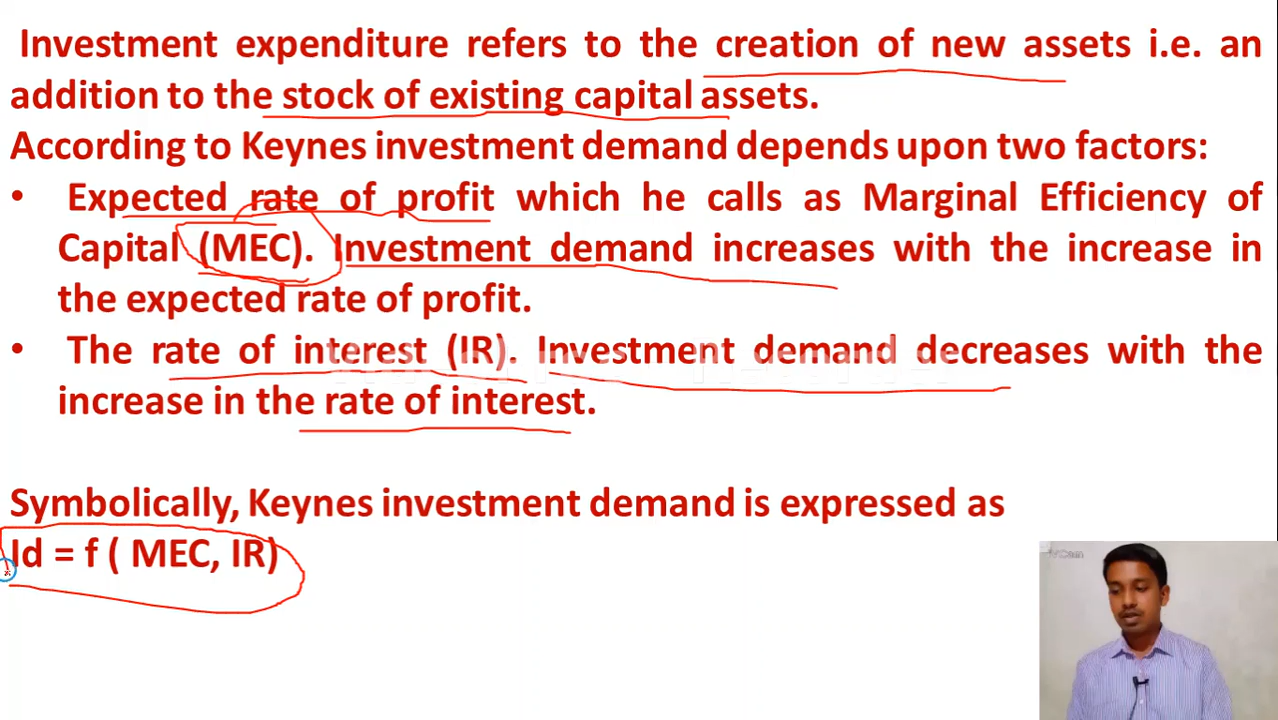 Investment expenditure refers to the creation of new assets i.e. an
addition to the stock of existing capital assets.
According to Keynes investment demand depends upon two factors:
• Expected rate of profit which he calls as Marginal Efficiency of
Capital (MEC). Investment demand increases with the increase in
the expected rate of profit.
• The rate of interest (IR). Investment demand decreases with the
increase in the rate of interest.
Symbolically, Keynes investment demand is expressed as
Id = f ( MEC, IR)